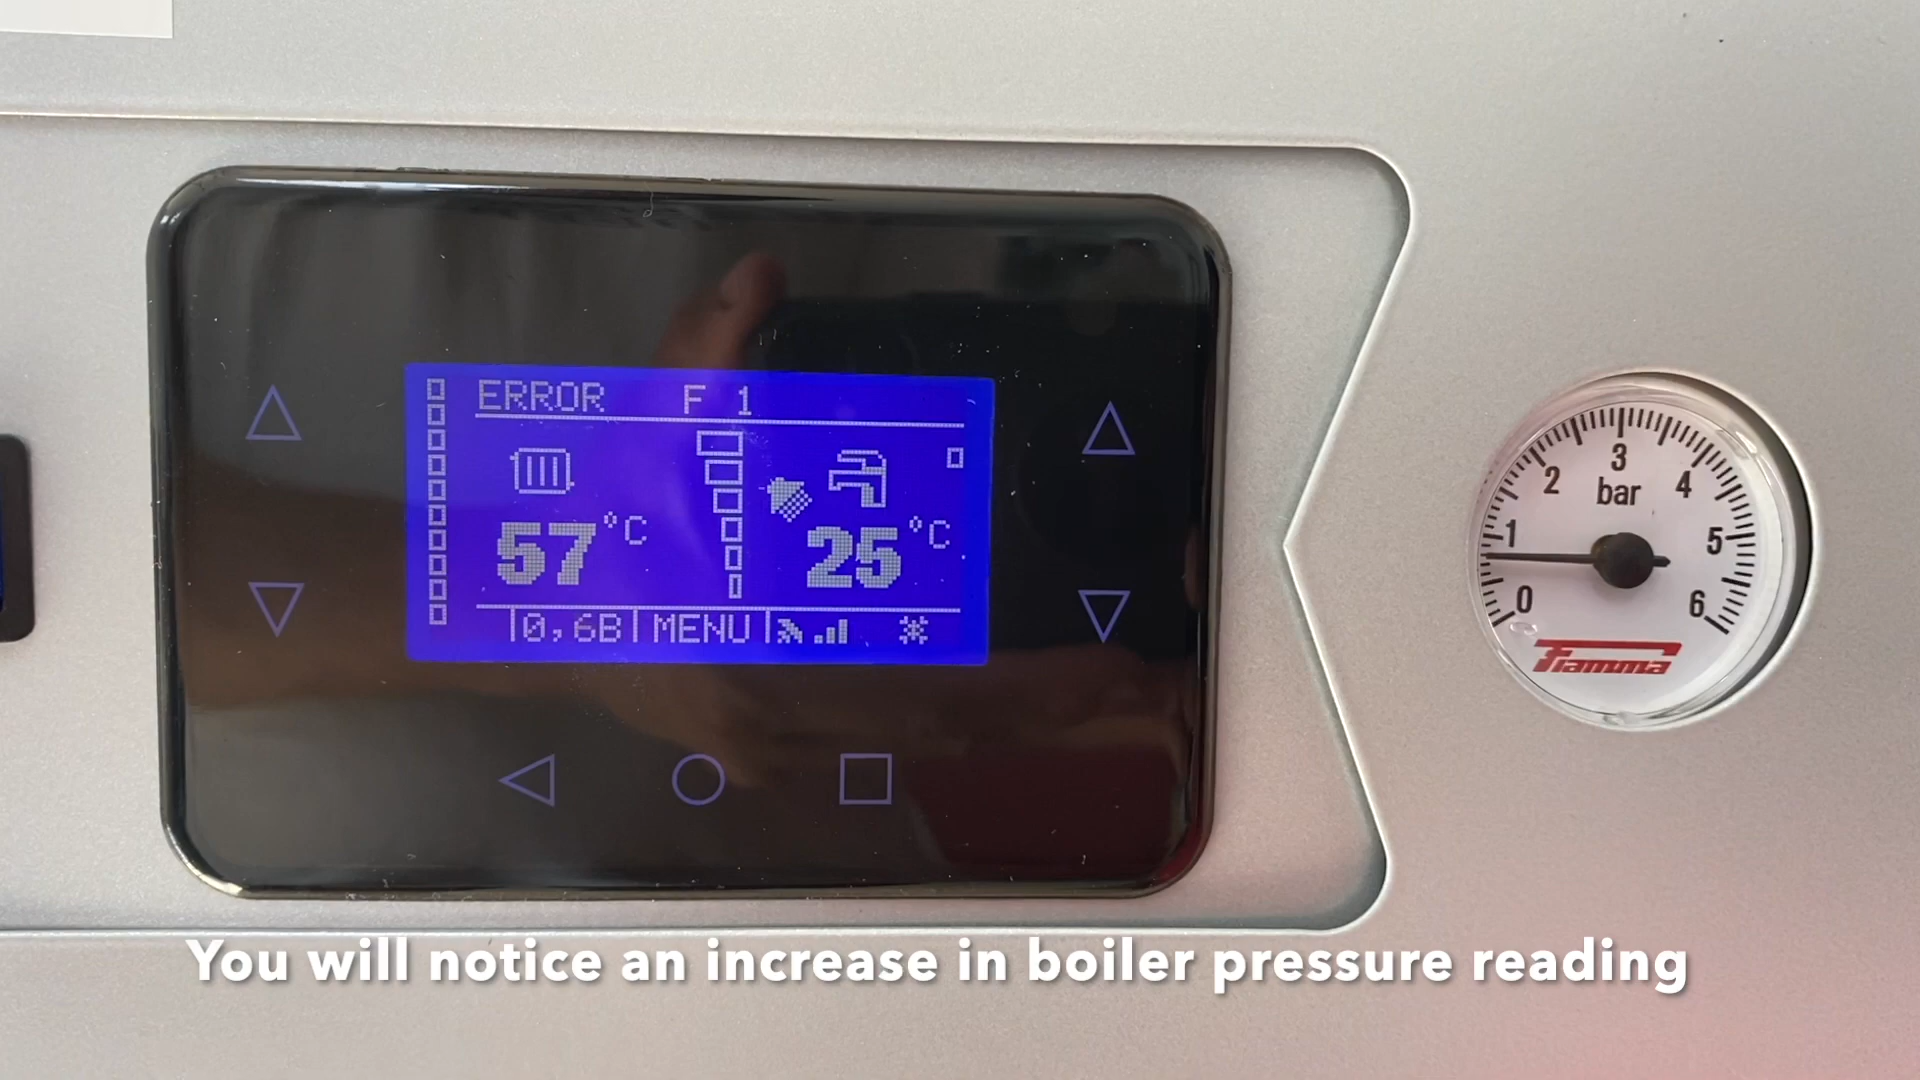 ERROR F 1
57 °C
25 °C
0,6B MENU
0 1 2 3 4 5 6
bar
Fiamma
You will notice an increase in boiler pressure reading